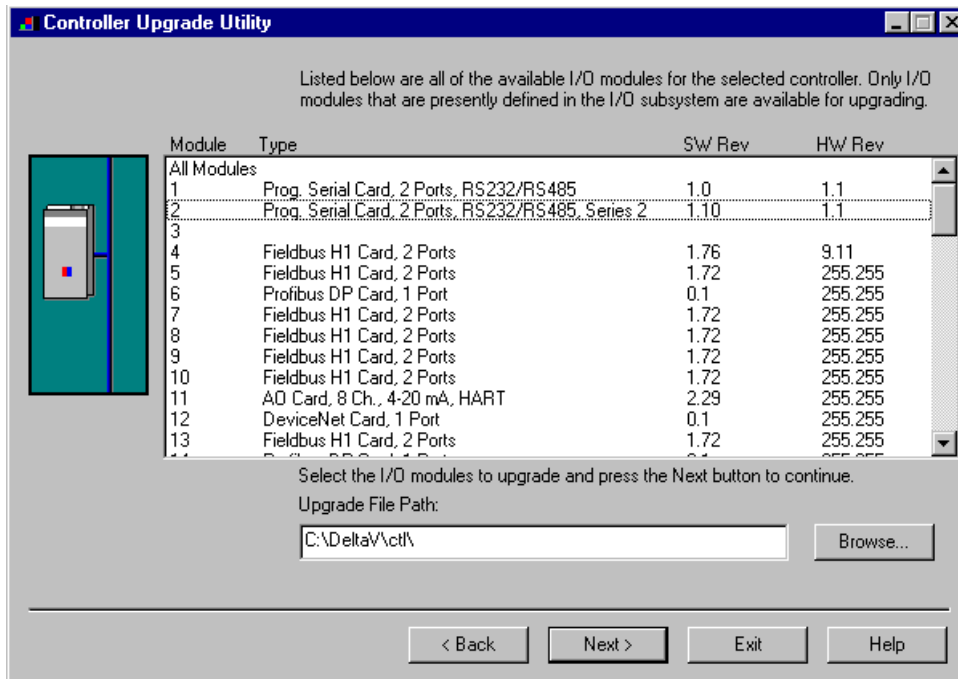 Controller Upgrade Utility
Listed below are all of the available I/O modules for the selected controller. Only I/O
modules that are presently defined in the I/O subsystem are available for upgrading.
Module Type SW Rev HW Rev
All Modules
1 Prog. Serial Card, 2 Ports, RS232/RS485 1.0 1.1
2 Prog. Serial Card, 2 Ports, RS232/RS485, Series 2 1.10 1.1
3
4 Fieldbus H1 Card, 2 Ports 1.76 9.11
5 Fieldbus H1 Card, 2 Ports 1.72 255.255
6 Profibus DP Card, 1 Port 0.1 255.255
7 Fieldbus H1 Card, 2 Ports 1.72 255.255
8 Fieldbus H1 Card, 2 Ports 1.72 255.255
9 Fieldbus H1 Card, 2 Ports 1.72 255.255
10 Fieldbus H1 Card, 2 Ports 1.72 255.255
11 AO Card, 8 Ch., 4-20 mA, HART 2.29 255.255
12 DeviceNet Card, 1 Port 0.1 255.255
13 Fieldbus H1 Card, 2 Ports 1.72 255.255
Select the I/O modules to upgrade and press the Next button to continue.
Upgrade File Path:
C:\DeltaV\ctl\
Browse...
< Back Next > Exit Help